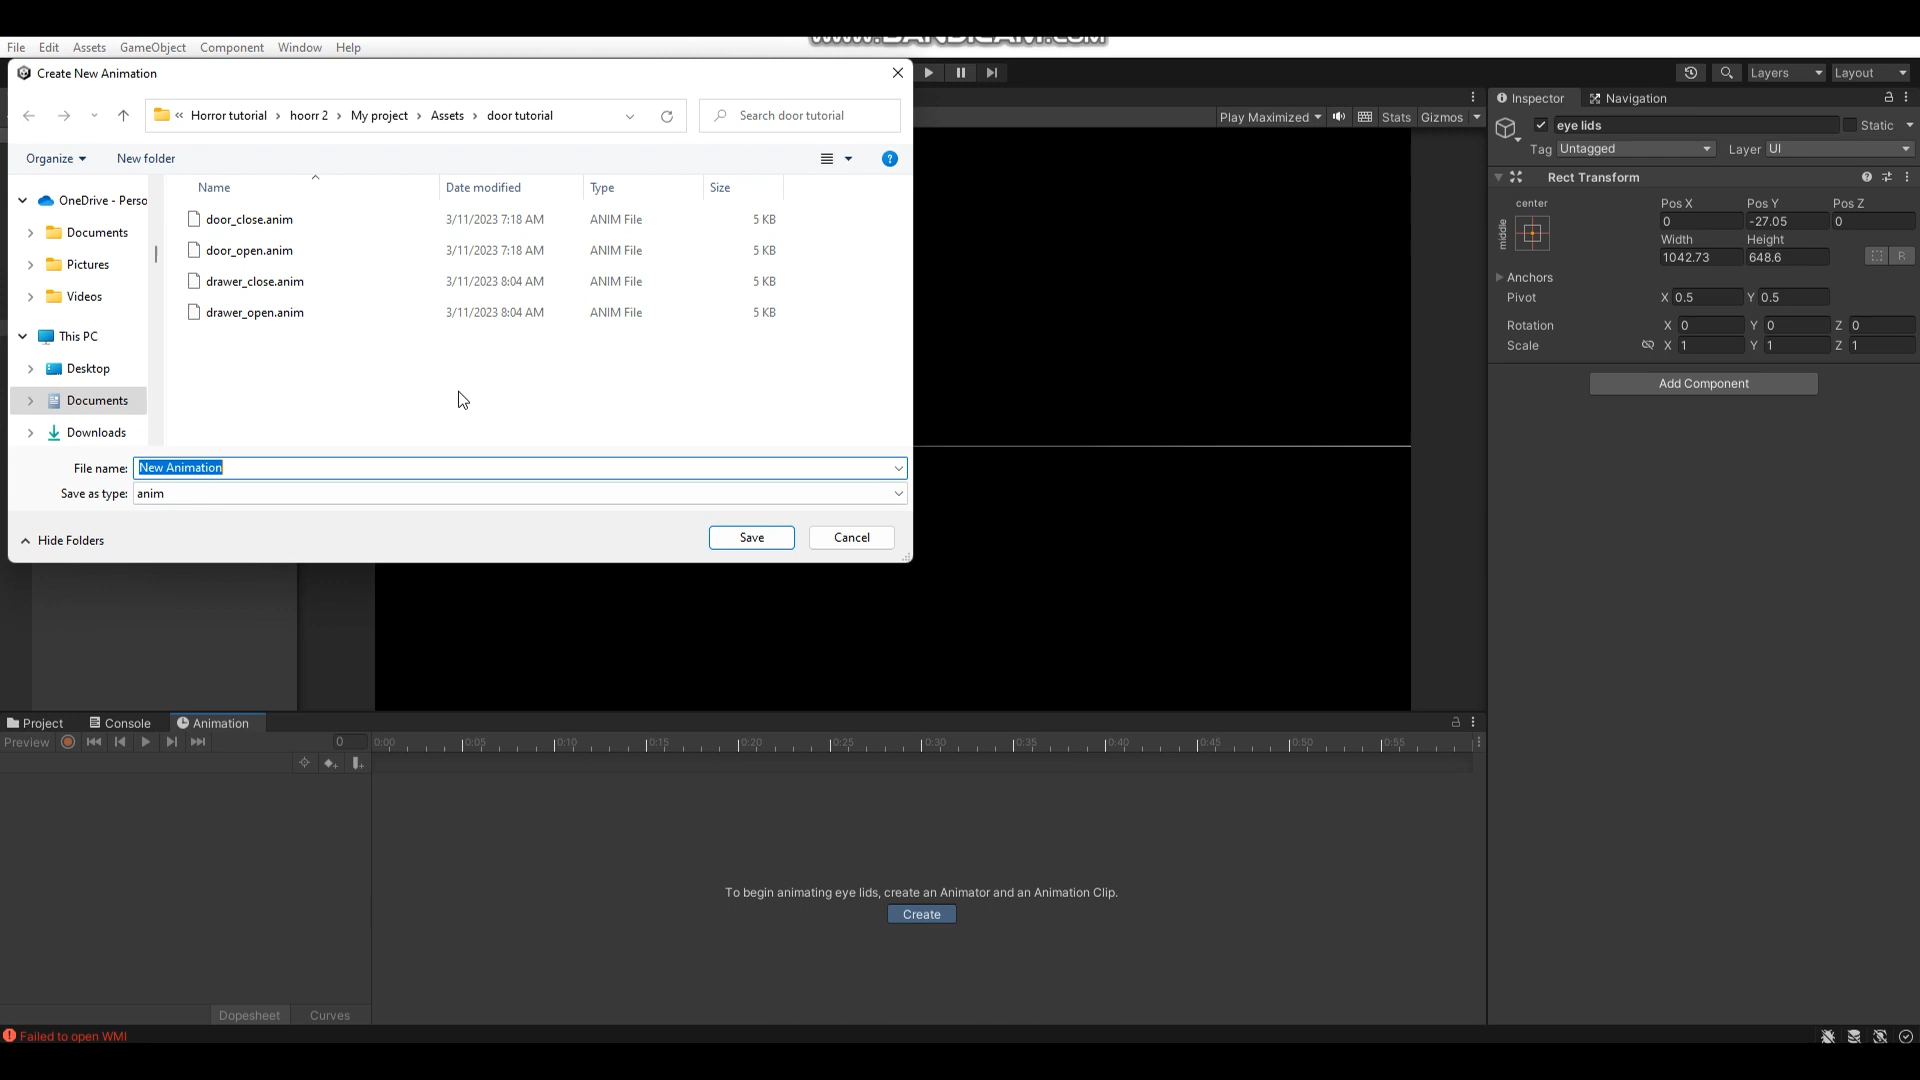 www.BANDICAM.com
File Edit Assets GameObject Component Window Help
Create New Animation
Layers Layout
« Horror tutorial > hoorr 2 > My project > Assets > door tutorial
Search door tutorial
Inspector Navigation
Play Maximized Stats Gizmos
eye lids Static
Tag Untagged Layer UI
Organize New folder ?
Rect Transform
Name Date modified Type Size
OneDrive - Perso
door_close.anim 3/11/2023 7:18 AM ANIM File 5 KB
Documents
door_open.anim 3/11/2023 7:18 AM ANIM File 5 KB
Pictures
drawer_close.anim 3/11/2023 8:04 AM ANIM File 5 KB
Videos
drawer_open.anim 3/11/2023 8:04 AM ANIM File 5 KB
This PC
Desktop
Documents
Downloads
center
middle
Pos X Pos Y Pos Z
0 -27.05 0
Width Height
1042.73 648.6 R
Anchors
Pivot X 0.5 Y 0.5
Rotation X 0 Y 0 Z 0
Scale X 1 Y 1 Z 1
Add Component
File name: New Animation
Save as type: anim
Hide Folders
Save Cancel
Project Console Animation
Preview 0 0:00 0:05 0:10 0:15 0:20 0:25 0:30 0:35 0:40 0:45 0:50 0:55
To begin animating eye lids, create an Animator and an Animation Clip.
Create
Dopesheet Curves
Failed to open WMI